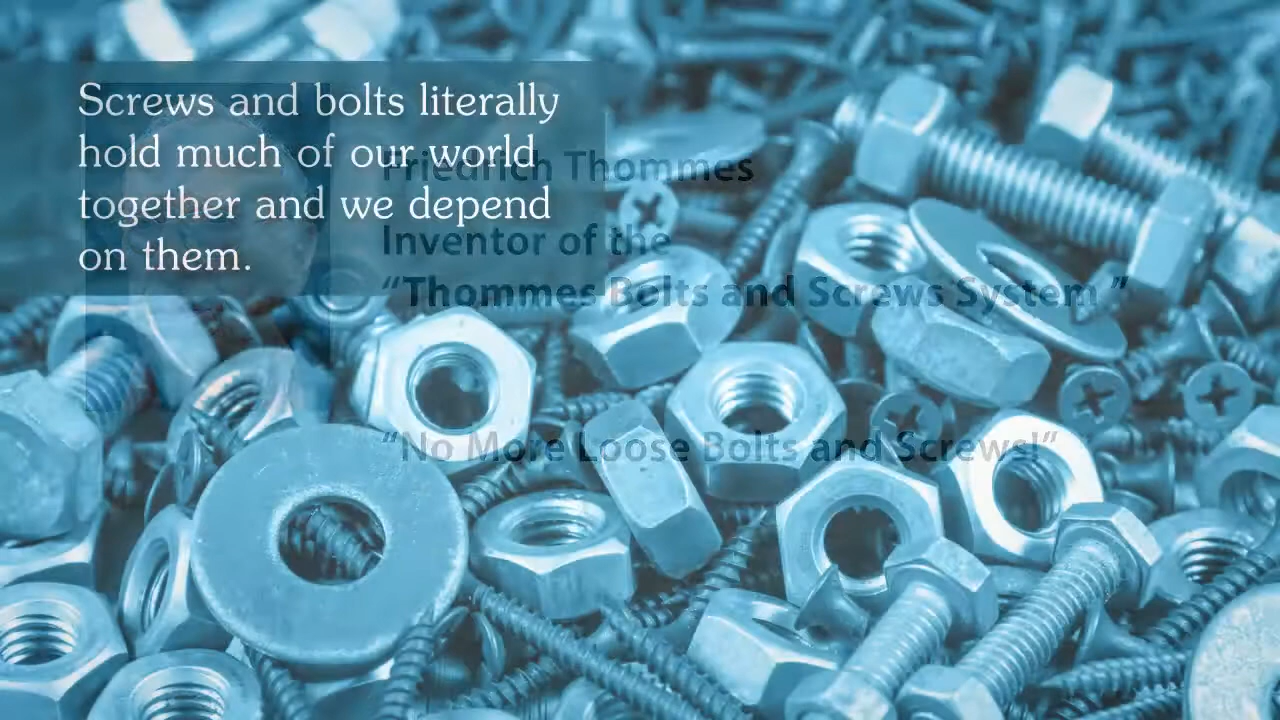 Screws and bolts literally
hold much of our world
together and we depend
on them.
Friedrich Thommes
Inventor of the
“Thommes Bolts and Screws System ”
“No More Loose Bolts and Screws!”